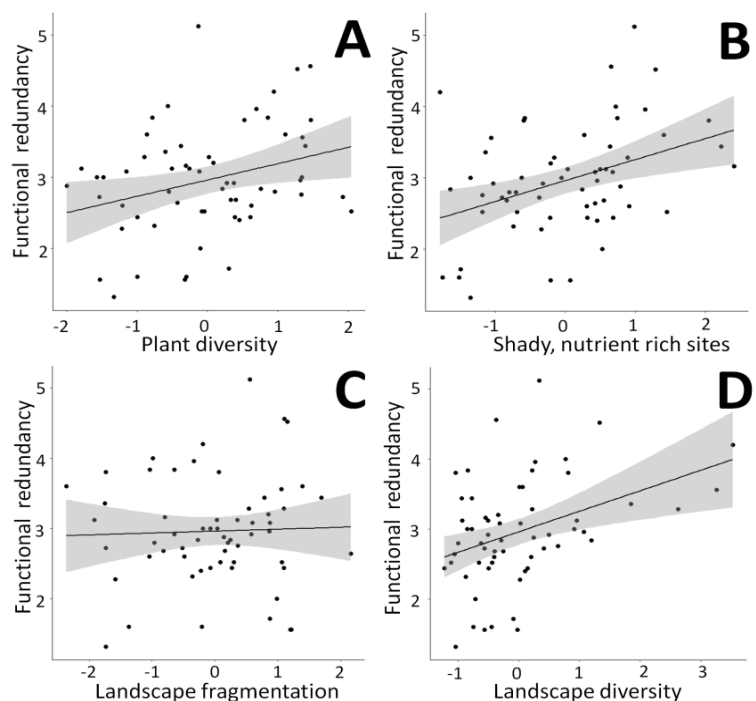 A
Functional redundancy
5
4
3
2
-2 -1 0 1 2
Plant diversity
B
Functional redundancy
5
4
3
2
-1 0 1 2
Shady, nutrient rich sites
C
Functional redundancy
5
4
3
2
-2 -1 0 1 2
Landscape fragmentation
D
Functional redundancy
5
4
3
2
-1 0 1 2 3
Landscape diversity